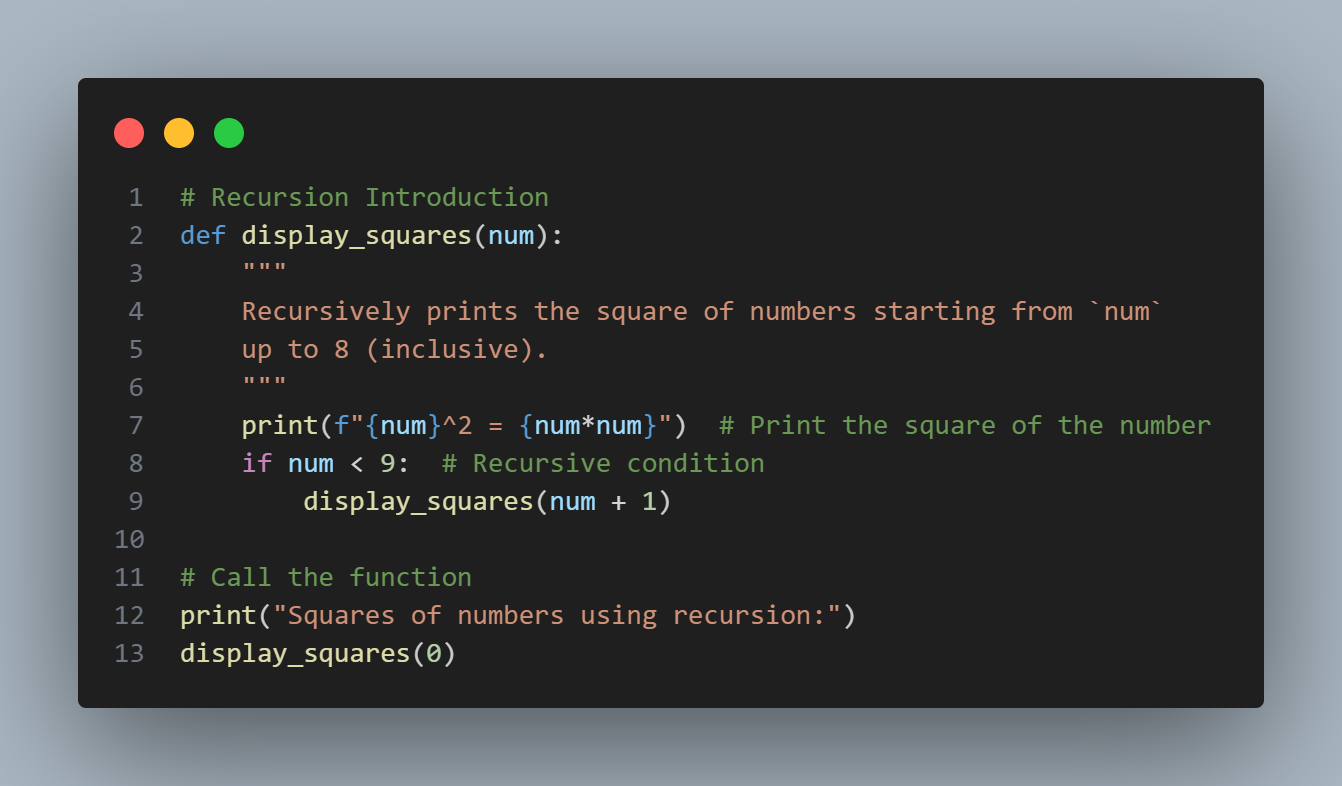 1 # Recursion Introduction
2 def display_squares(num):
3     """
4     Recursively prints the square of numbers starting from `num`
5     up to 8 (inclusive).
6     """
7     print(f"{num}^2 = {num*num}")  # Print the square of the number
8     if num < 9:  # Recursive condition
9         display_squares(num + 1)
10
11 # Call the function
12 print("Squares of numbers using recursion:")
13 display_squares(0)